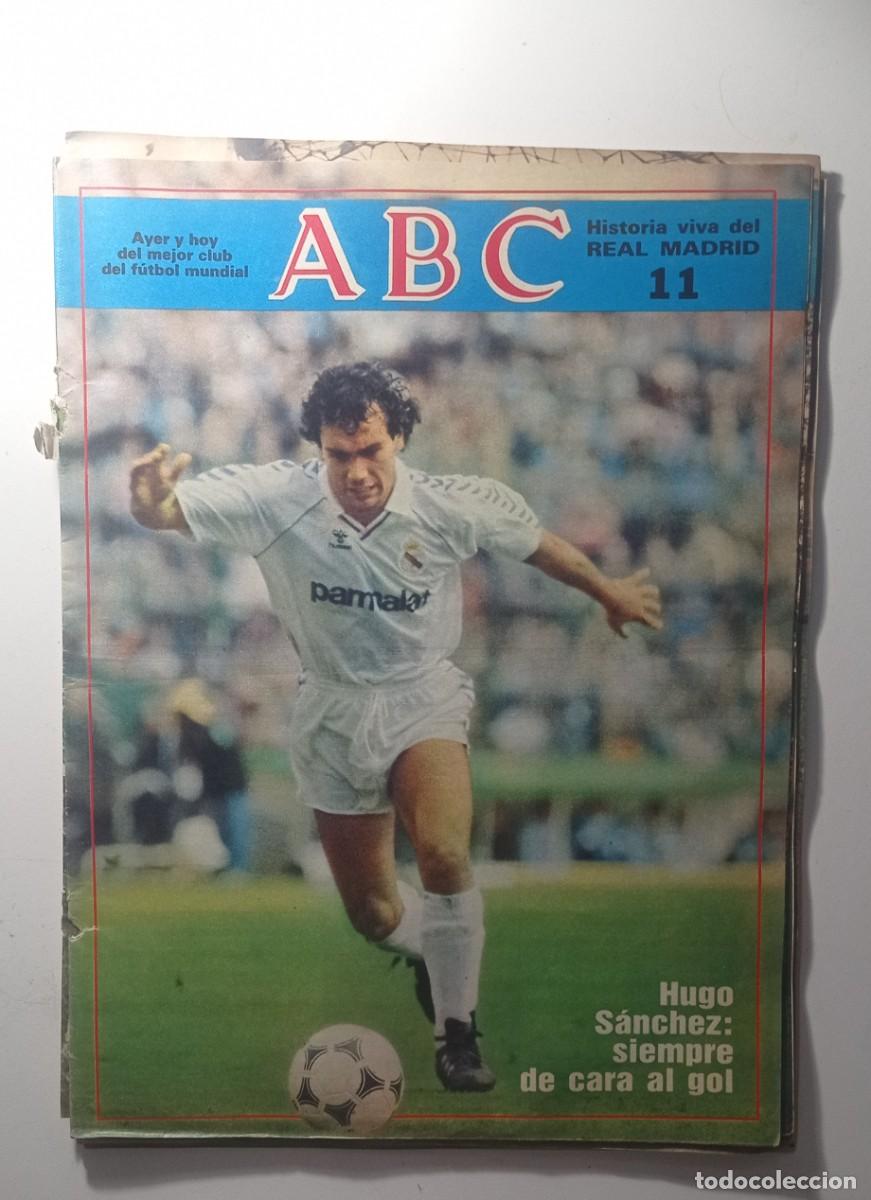 Ayer y hoy
del mejor club
del fútbol mundial
ABC
Historia viva del
REAL MADRID
11
hummel
parmalat
Hugo
Sánchez:
siempre
de cara al gol
todocoleccion